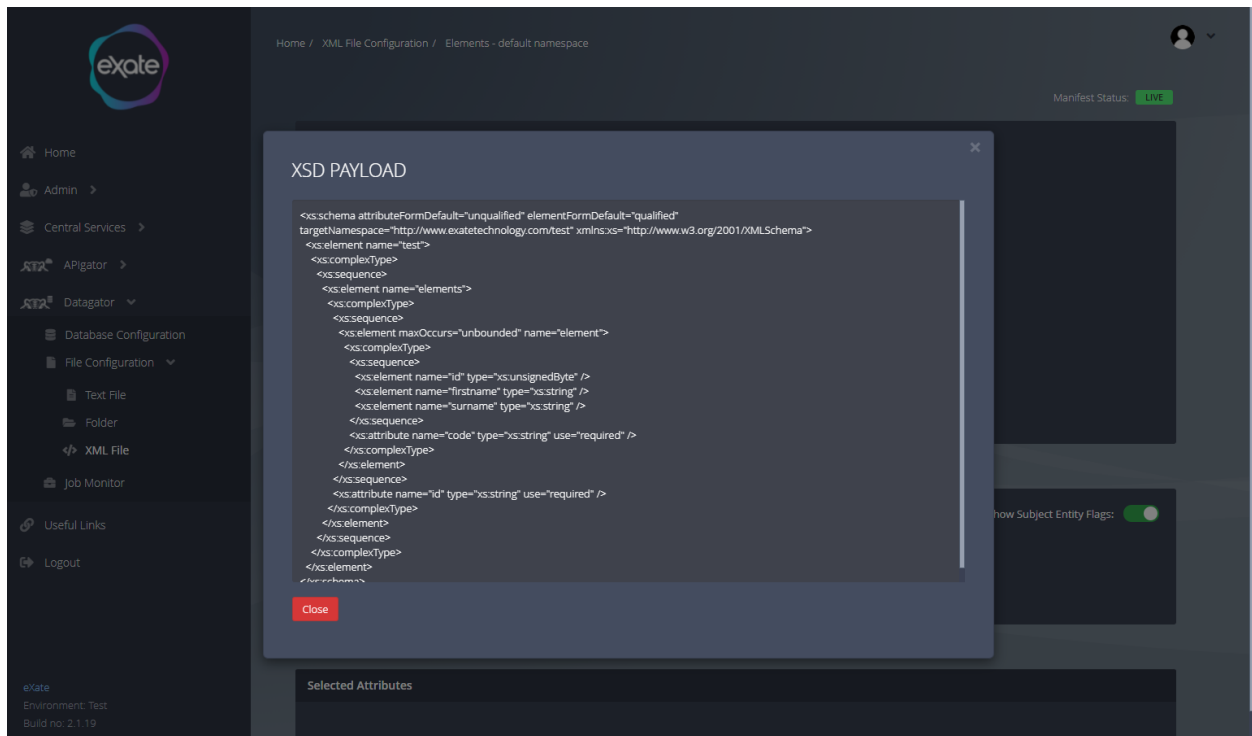 eXate
Home / XML File Configuration / Elements - default namespace
Manifest Status: LIVE
Home
Admin
Central Services
APIgator
Datagator
Database Configuration
File Configuration
Text File
Folder
</> XML File
Job Monitor
Useful Links
Logout
eXate
Environment: Test
Build no: 2.1.19
XSD PAYLOAD
×
<xs:schema attributeFormDefault="unqualified" elementFormDefault="qualified"
targetNamespace="http://www.exatetechnology.com/test" xmlns:xs="http://www.w3.org/2001/XMLSchema">
<xs:element name="test">
<xs:complexType>
<xs:sequence>
<xs:element name="elements">
<xs:complexType>
<xs:sequence>
<xs:element maxOccurs="unbounded" name="element">
<xs:complexType>
<xs:sequence>
<xs:element name="id" type="xs:unsignedByte" />
<xs:element name="firstname" type="xs:string" />
<xs:element name="surname" type="xs:string" />
</xs:sequence>
<xs:attribute name="code" type="xs:string" use="required" />
</xs:complexType>
</xs:element>
</xs:sequence>
<xs:attribute name="id" type="xs:string" use="required" />
</xs:complexType>
</xs:element>
</xs:sequence>
</xs:complexType>
</xs:element>
</xs:schema>
Close
how Subject Entity Flags:
Selected Attributes